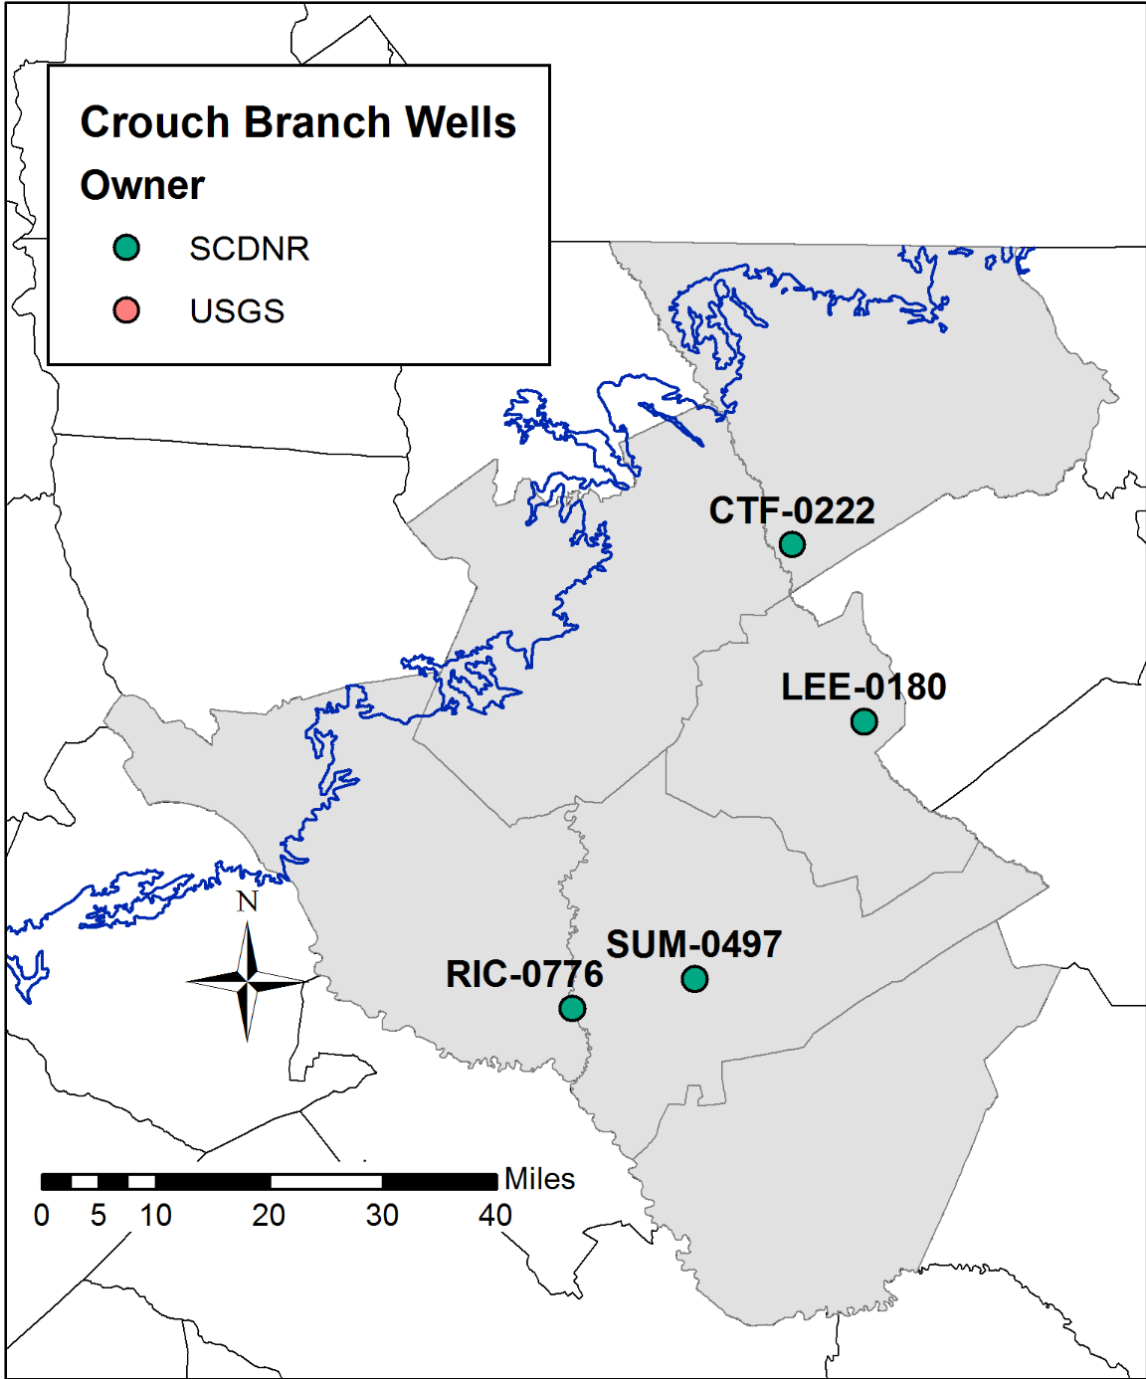 Crouch Branch Wells
Owner
SCDNR
USGS
CTF-0222
LEE-0180
SUM-0497
RIC-0776
N
Miles
0 5 10 20 30 40